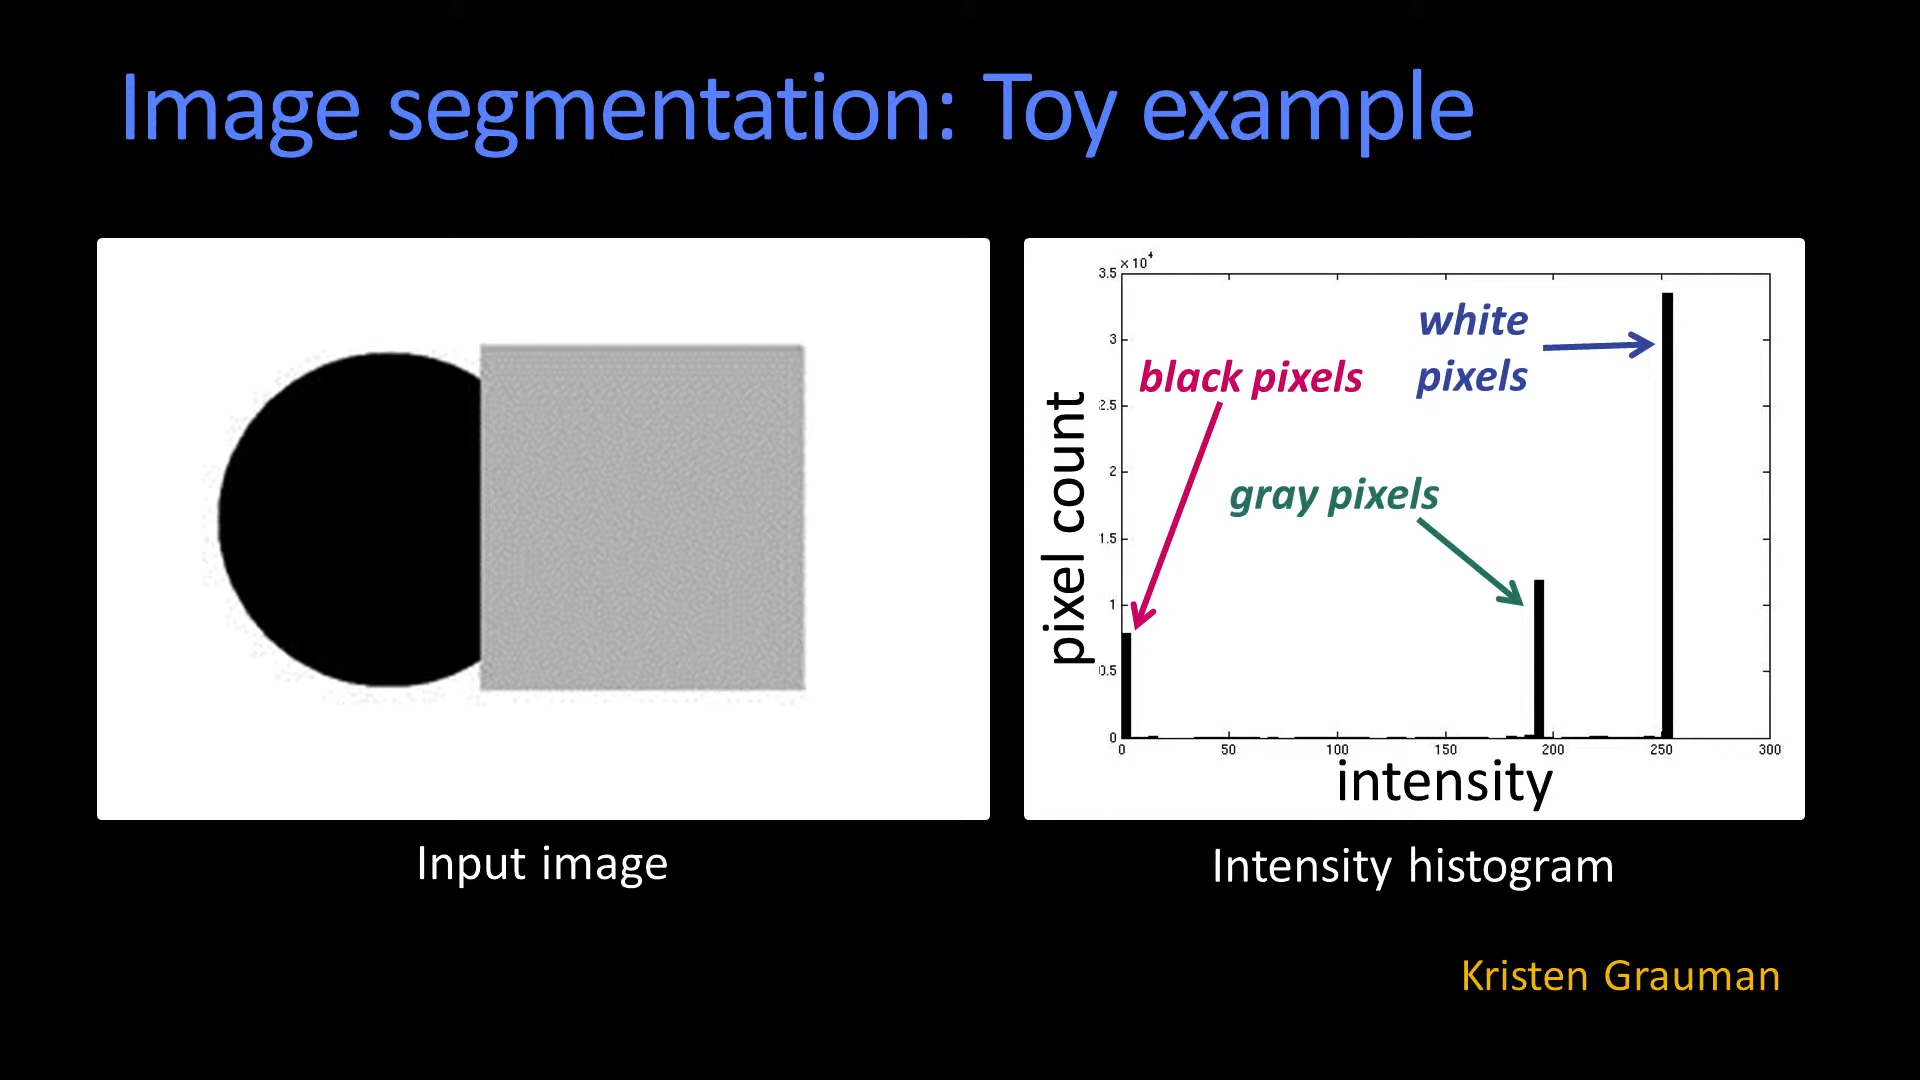 Image segmentation: Toy example
×10⁴
3.5
3
2.5
2
1.5
1
0.5
0
0 50 100 150 200 250 300
pixel count
intensity
black pixels
white
pixels
gray pixels
Input image
Intensity histogram
Kristen Grauman